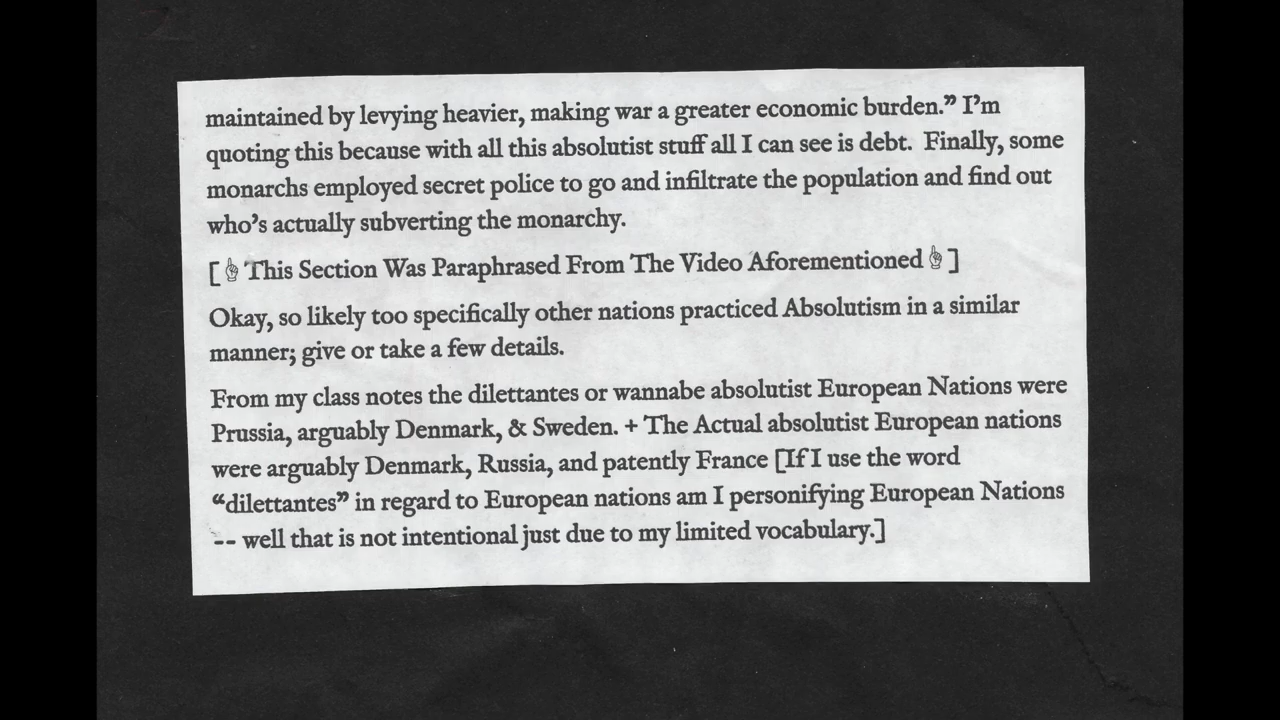 maintained by levying heavier, making war a greater economic burden.” I’m
quoting this because with all this absolutist stuff all I can see is debt.  Finally, some
monarchs employed secret police to go and infiltrate the population and find out
who’s actually subverting the monarchy.
[☝ This Section Was Paraphrased From The Video Aforementioned☝]
Okay, so likely too specifically other nations practiced Absolutism in a similar
manner; give or take a few details.
From my class notes the dilettantes or wannabe absolutist European Nations were
Prussia, arguably Denmark, & Sweden. + The Actual absolutist European nations
were arguably Denmark, Russia, and patently France [If I use the word
“dilettantes” in regard to European nations am I personifying European Nations
-- well that is not intentional just due to my limited vocabulary.]